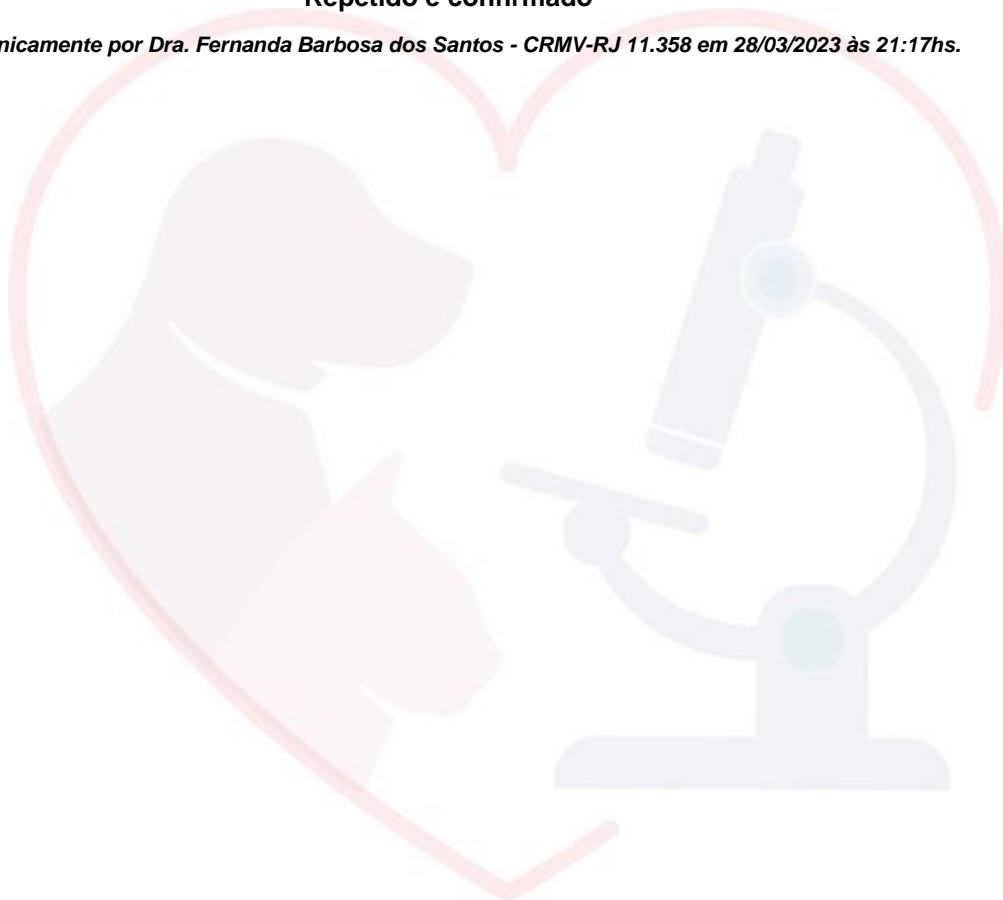 Repetido e confirmado
nicamente por Dra. Fernanda Barbosa dos Santos - CRMV-RJ 11.358 em 28/03/2023 às 21:17hs.